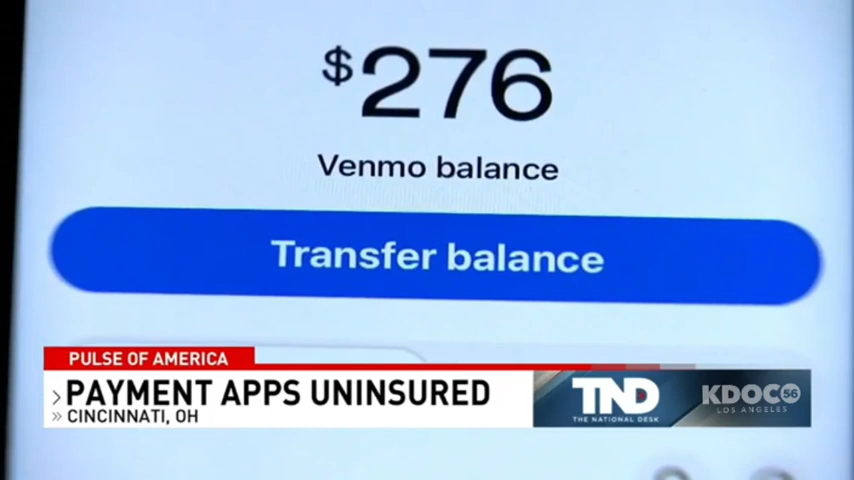 $276
Venmo balance
Transfer balance
PULSE OF AMERICA
PAYMENT APPS UNINSURED
CINCINNATI, OH
TND
THE NATIONAL DESK
KDOC 56
LOS ANGELES